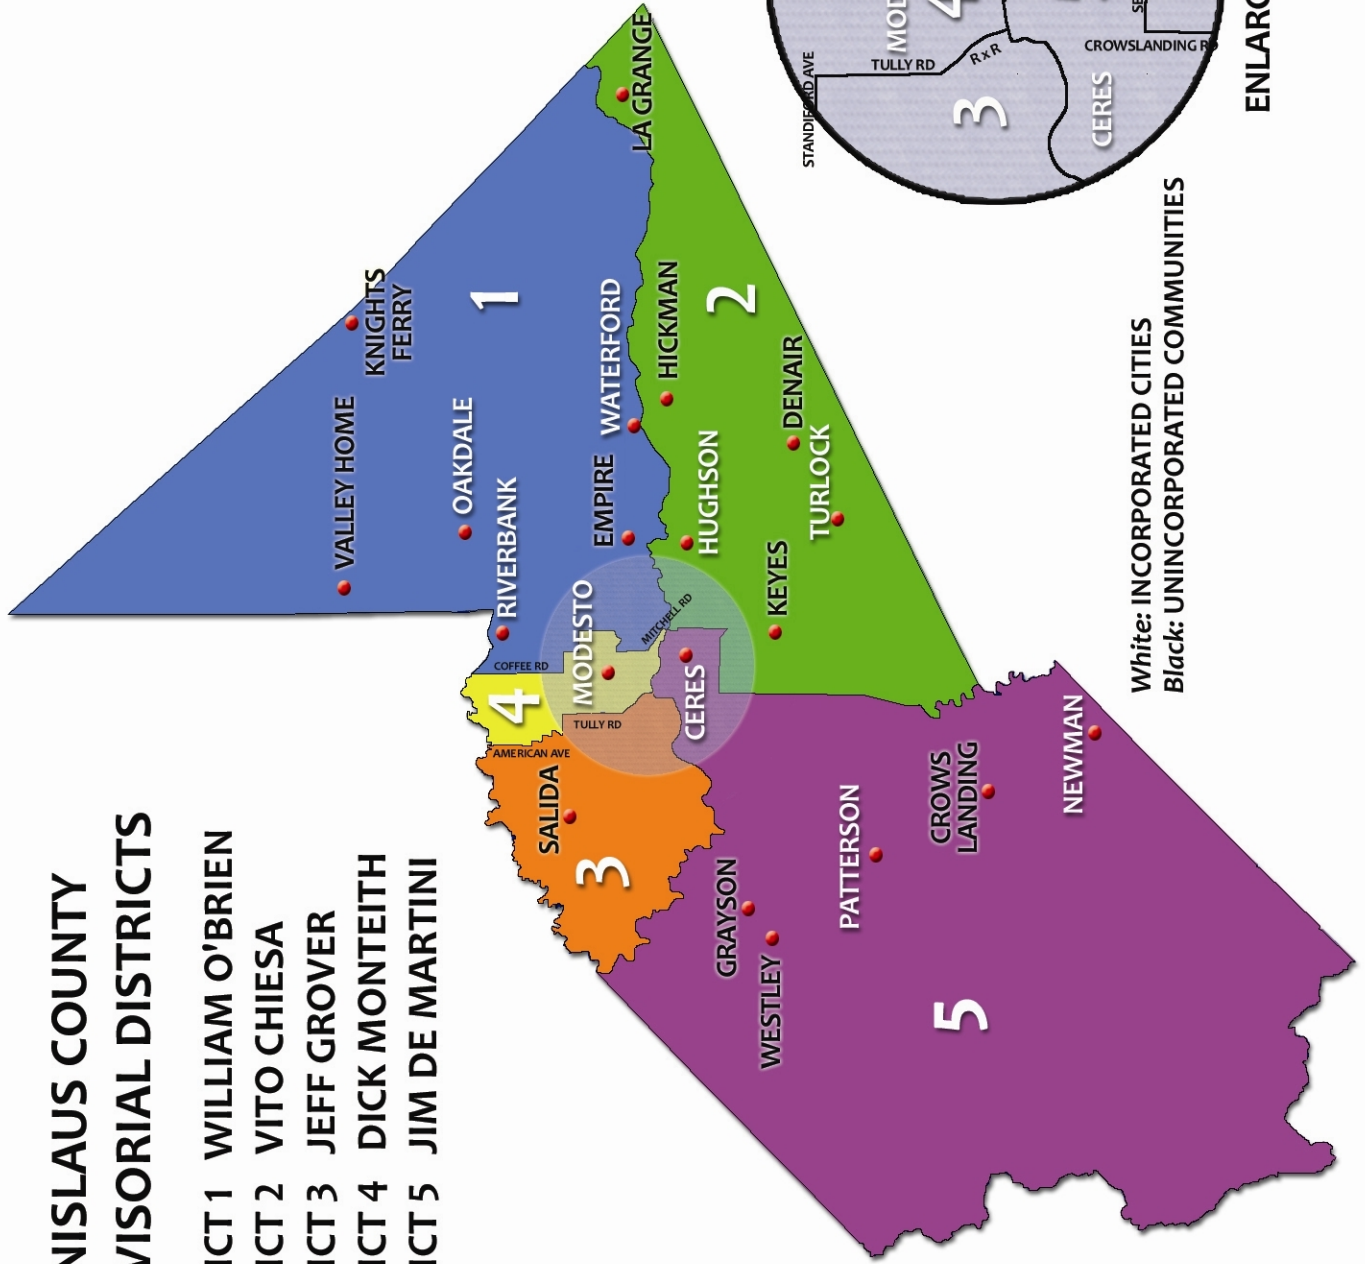 NISLAUS COUNTY
VISORIAL DISTRICTS
ICT 1 WILLIAM O'BRIEN
ICT 2 VITO CHIESA
ICT 3 JEFF GROVER
ICT 4 DICK MONTEITH
ICT 5 JIM DE MARTINI
VALLEY HOME
KNIGHTS
FERRY
OAKDALE
1
RIVERBANK
COFFEE RD
4
AMERICAN AVE
SALIDA
3
MODESTO
TULLY RD
EMPIRE
WATERFORD
LA GRANGE
MITCHELL RD
HICKMAN
CERES
HUGHSON
2
GRAYSON
WESTLEY
KEYES
DENAIR
TURLOCK
PATTERSON
5
CROWS
LANDING
NEWMAN
STANDIFORD AVE
TULLY RD
MOD
4
RxR
3
CERES
CROWSLANDING RD
SE
ENLARG
White: INCORPORATED CITIES
Black: UNINCORPORATED COMMUNITIES